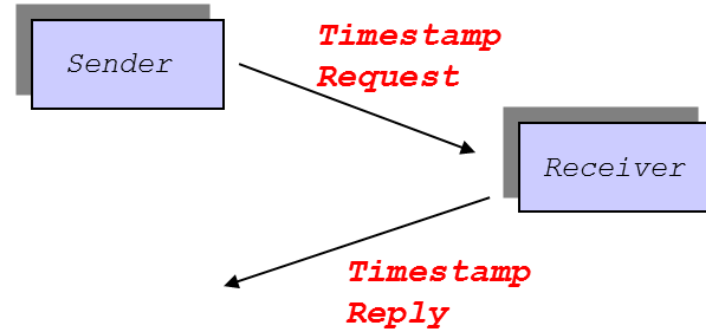 Sender
Timestamp
Request
Receiver
Timestamp
Reply